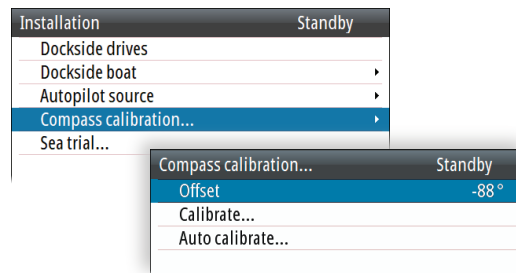 Installation Standby
Dockside drives
Dockside boat
Autopilot source
Compass calibration...
Sea trial...
Compass calibration... Standby
Offset -88°
Calibrate...
Auto calibrate...